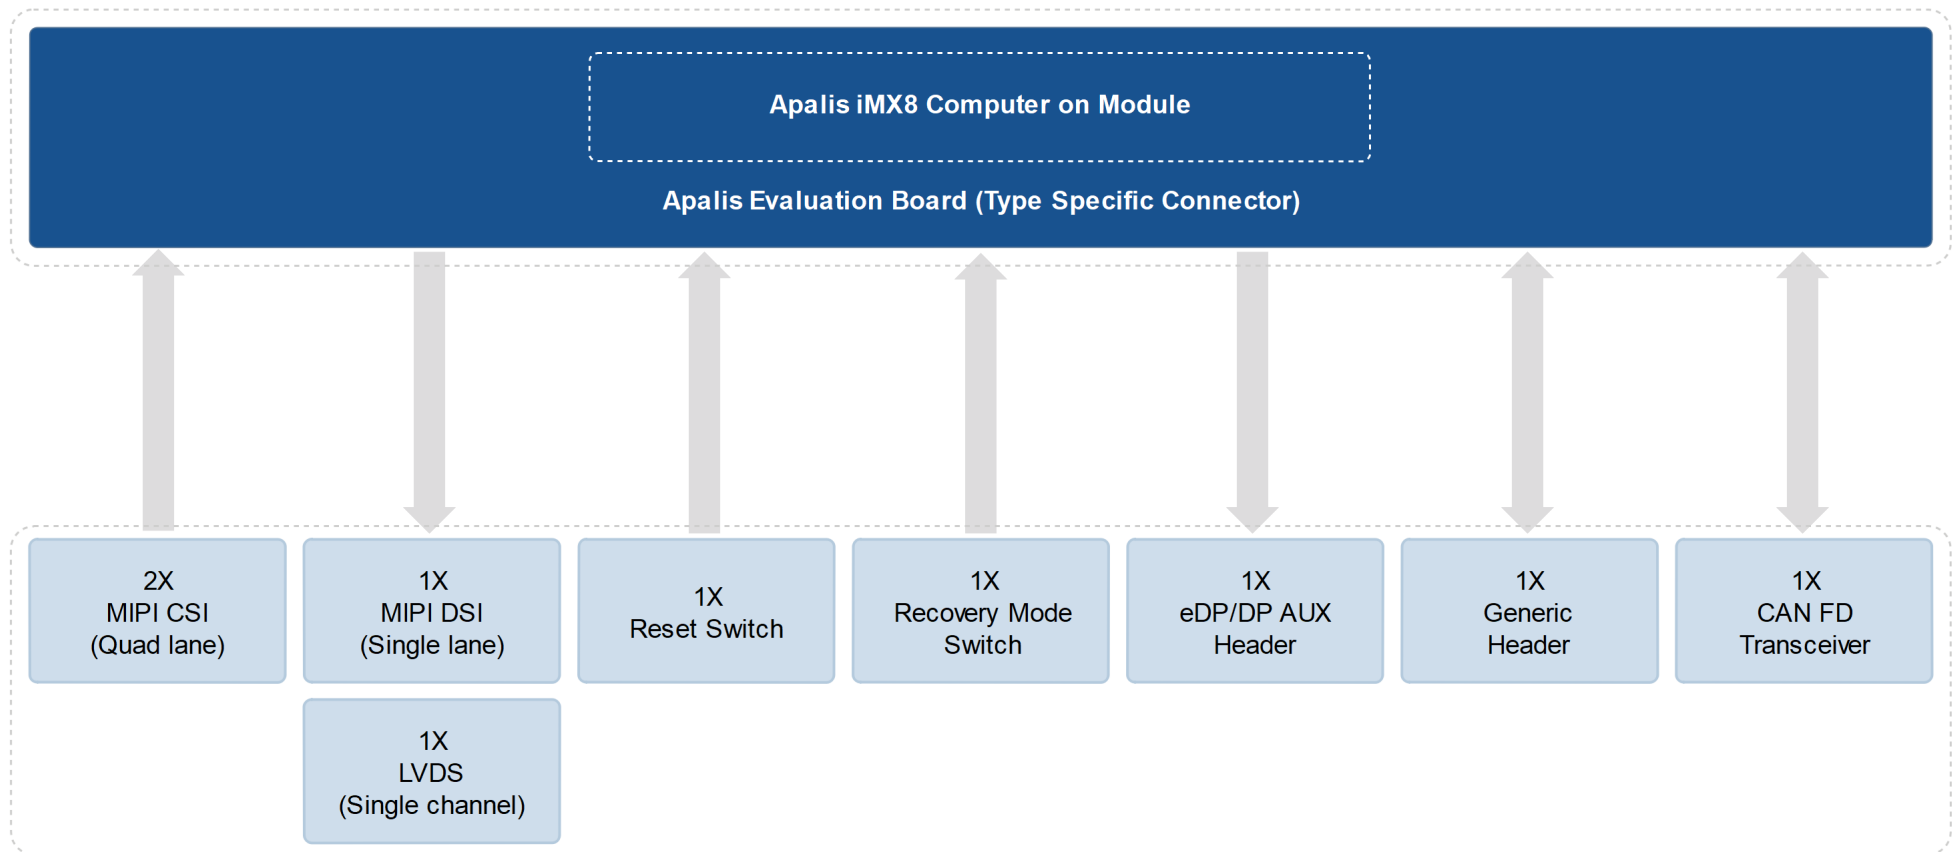 Apalis iMX8 Computer on Module
Apalis Evaluation Board (Type Specific Connector)
2X
MIPI CSI
(Quad lane)
1X
MIPI DSI
(Single lane)
1X
Reset Switch
1X
Recovery Mode
Switch
1X
eDP/DP AUX
Header
1X
Generic
Header
1X
CAN FD
Transceiver
1X
LVDS
(Single channel)